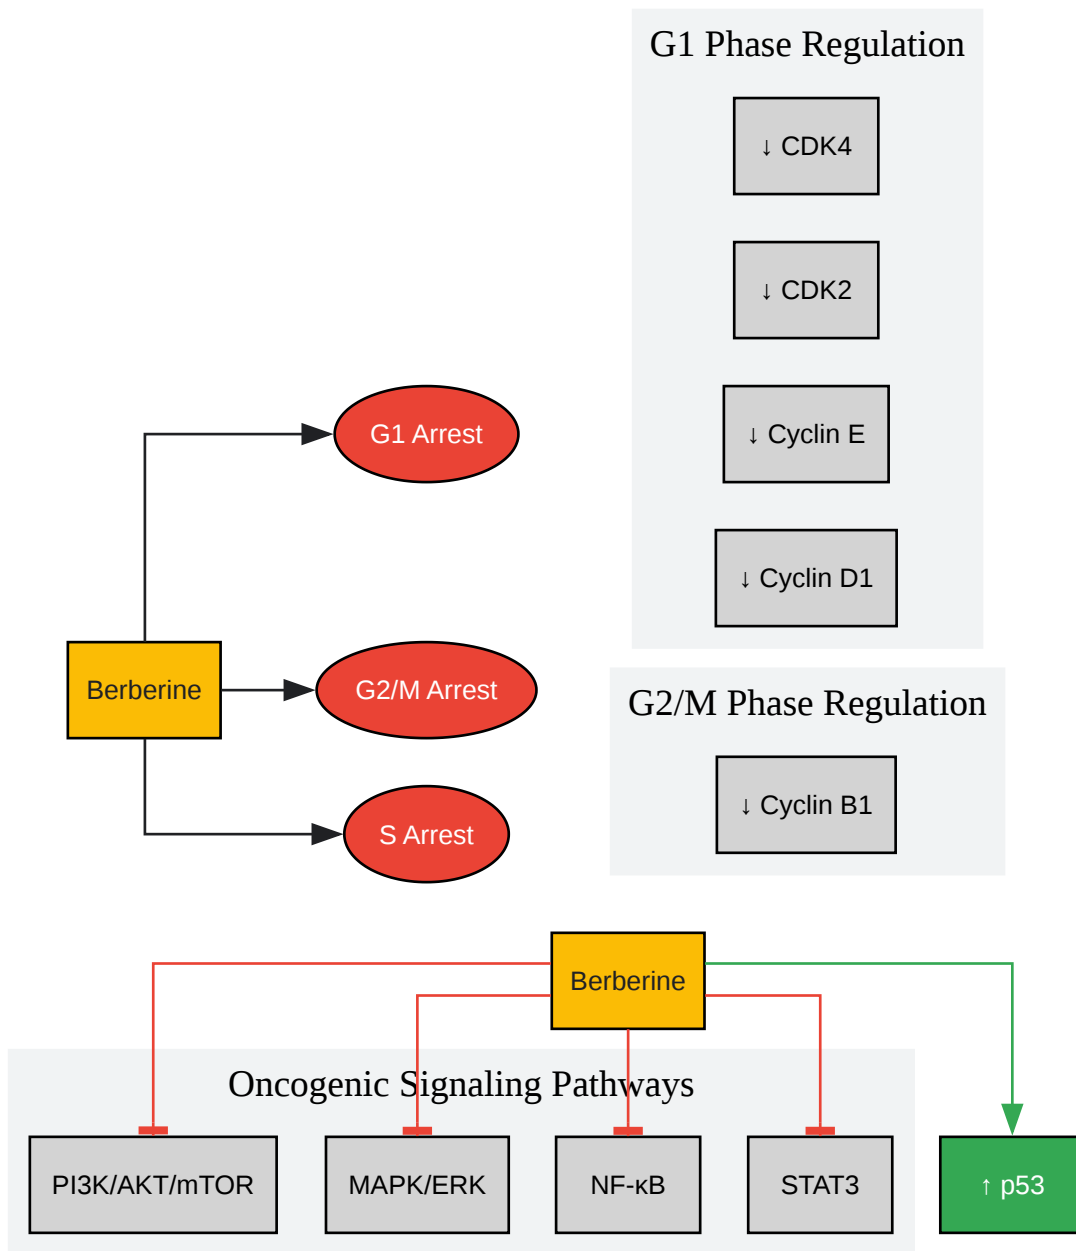 G1 Phase Regulation
↓ CDK4
↓ CDK2
↓ Cyclin E
↓ Cyclin D1
G1 Arrest
Berberine
G2/M Arrest
S Arrest
G2/M Phase Regulation
↓ Cyclin B1
Berberine
Oncogenic Signaling Pathways
PI3K/AKT/mTOR
MAPK/ERK
NF-κB
STAT3
↑ p53